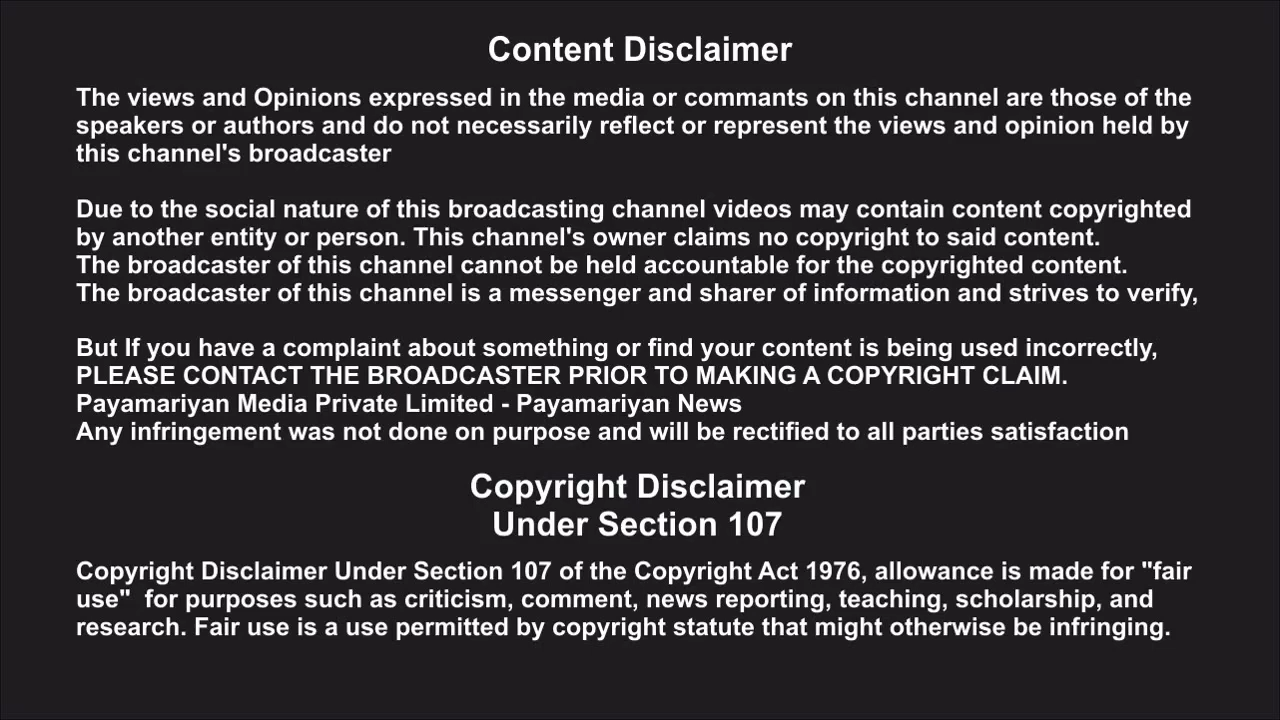 Content Disclaimer
The views and Opinions expressed in the media or commants on this channel are those of the
speakers or authors and do not necessarily reflect or represent the views and opinion held by
this channel's broadcaster
Due to the social nature of this broadcasting channel videos may contain content copyrighted
by another entity or person. This channel's owner claims no copyright to said content.
The broadcaster of this channel cannot be held accountable for the copyrighted content.
The broadcaster of this channel is a messenger and sharer of information and strives to verify,
But If you have a complaint about something or find your content is being used incorrectly,
PLEASE CONTACT THE BROADCASTER PRIOR TO MAKING A COPYRIGHT CLAIM.
Payamariyan Media Private Limited - Payamariyan News
Any infringement was not done on purpose and will be rectified to all parties satisfaction
Copyright Disclaimer
Under Section 107
Copyright Disclaimer Under Section 107 of the Copyright Act 1976, allowance is made for "fair
use"  for purposes such as criticism, comment, news reporting, teaching, scholarship, and
research. Fair use is a use permitted by copyright statute that might otherwise be infringing.